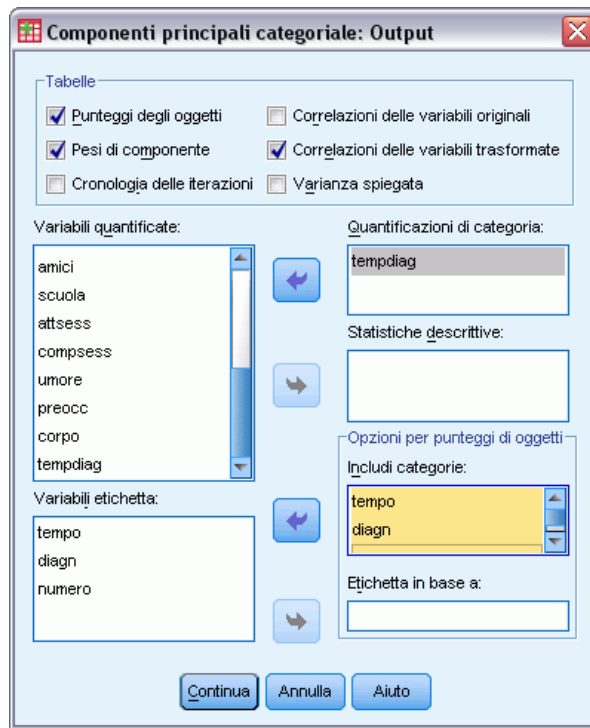 Componenti principali categoriale: Output
Tabelle
Punteggi degli oggetti
Correlazioni delle variabili originali
Pesi di componente
Correlazioni delle variabili trasformate
Cronologia delle iterazioni
Varianza spiegata
Variabili quantificate:
amici
scuola
attsess
compsess
umore
preocc
corpo
tempdiag
Quantificazioni di categoria:
tempdiag
Statistiche descrittive:
Opzioni per punteggi di oggetti
Includi categorie:
tempo
diagn
Variabili etichetta:
tempo
diagn
numero
Etichetta in base a:
Continua
Annulla
Aiuto